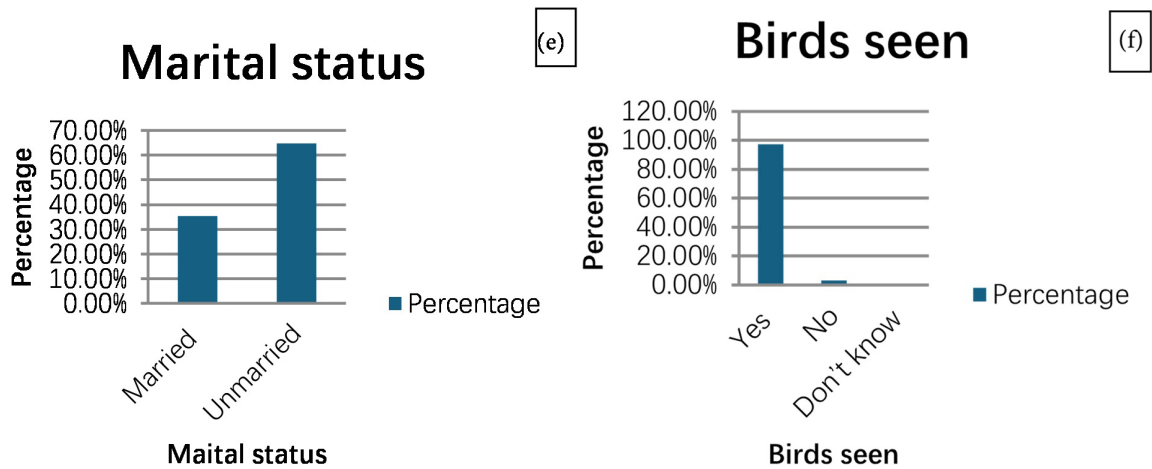 Marital status
(e)
Percentage
70.00%
60.00%
50.00%
40.00%
30.00%
20.00%
10.00%
0.00%
Married
Unmarried
Percentage
Maital status
Birds seen
(f)
Percentage
120.00%
100.00%
80.00%
60.00%
40.00%
20.00%
0.00%
Yes
No
Don't know
Percentage
Birds seen